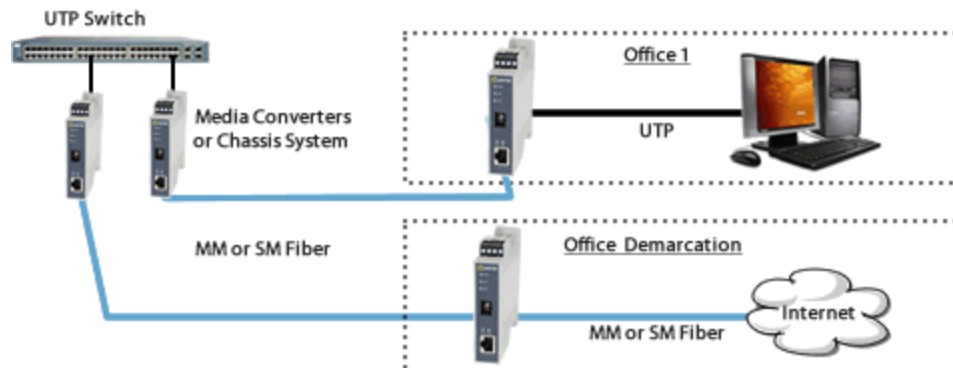 UTP Switch
Media Converters
or Chassis System
Office 1
UTP
MM or SM Fiber
Office Demarcation
Internet
MM or SM Fiber